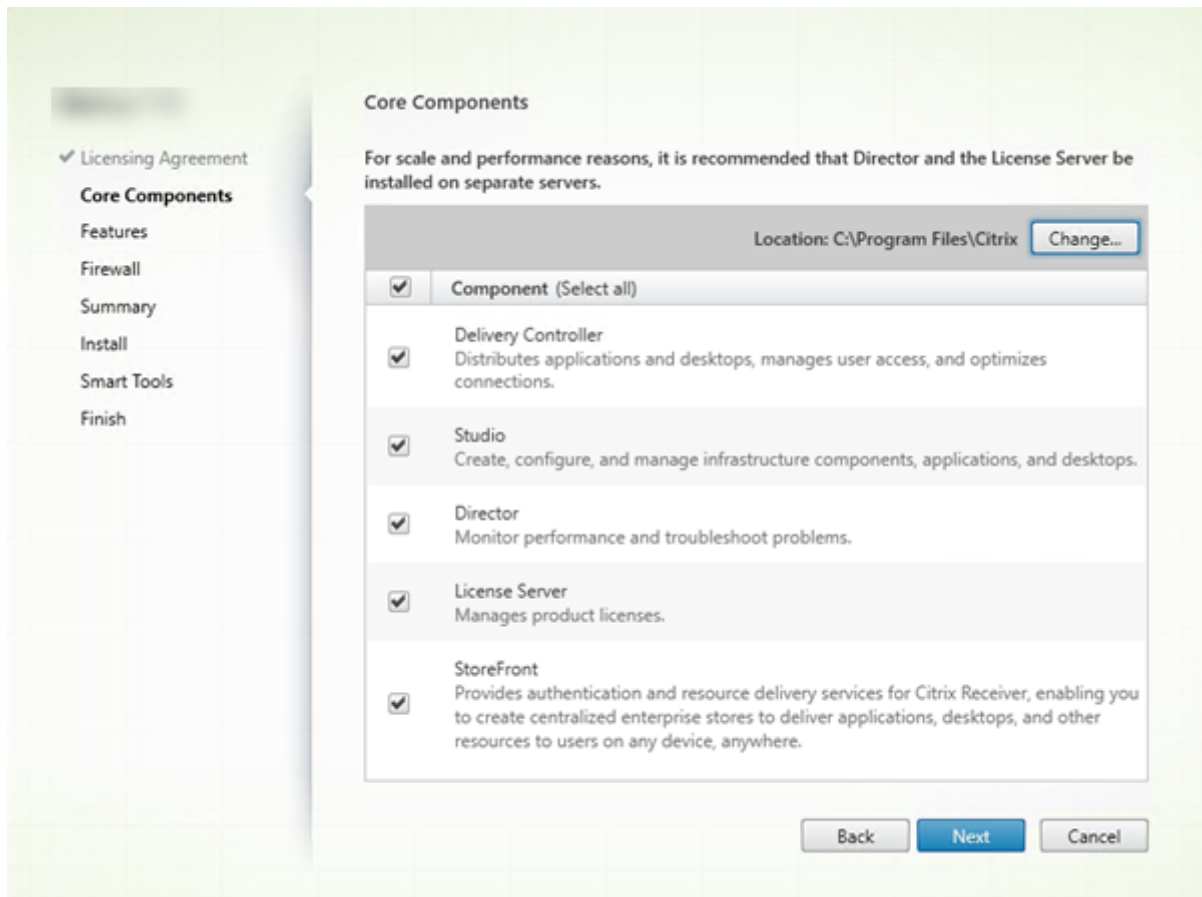 Licensing Agreement
Core Components
Features
Firewall
Summary
Install
Smart Tools
Finish
Core Components
For scale and performance reasons, it is recommended that Director and the License Server be
installed on separate servers.
Location: C:\Program Files\Citrix
Change...
Component (Select all)
Delivery Controller
Distributes applications and desktops, manages user access, and optimizes
connections.
Studio
Create, configure, and manage infrastructure components, applications, and desktops.
Director
Monitor performance and troubleshoot problems.
License Server
Manages product licenses.
StoreFront
Provides authentication and resource delivery services for Citrix Receiver, enabling you
to create centralized enterprise stores to deliver applications, desktops, and other
resources to users on any device, anywhere.
Back
Next
Cancel